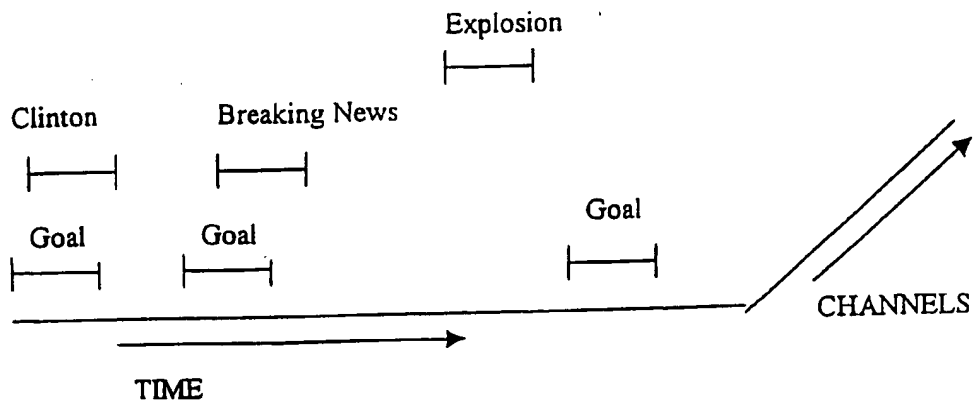 Explosion
Clinton
Breaking News
Goal
Goal
Goal
CHANNELS
TIME